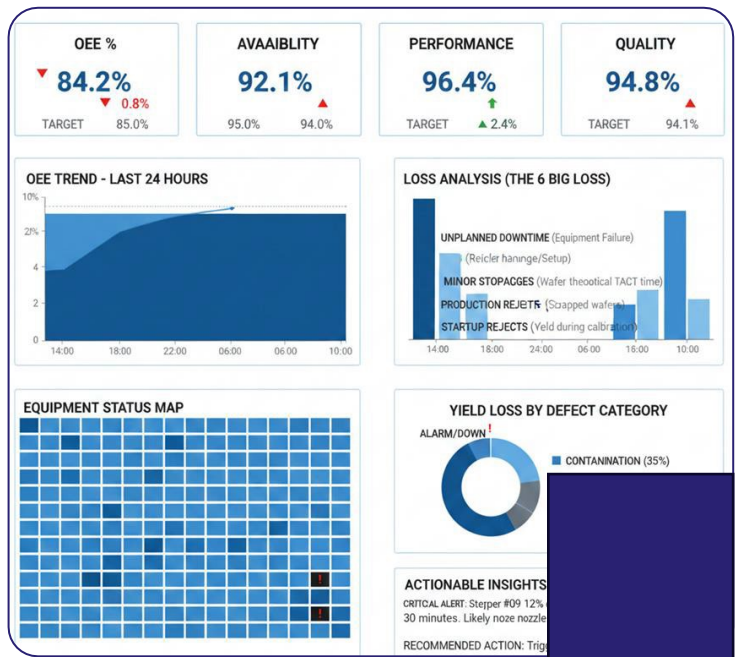 OEE %
84.2%
0.8%
TARGET 85.0%
AVAAIBLITY
92.1%
95.0% 94.0%
PERFORMANCE
96.4%
TARGET 2.4%
QUALITY
94.8%
TARGET 94.1%
OEE TREND - LAST 24 HOURS
10%
4
2
0
14:00 18:00 22:00 06:00 06:00 10:00
LOSS ANALYSIS (THE 6 BIG LOSS)
UNPLANNED DOWNTIME (Equipment Failure)
MINOR STOPAGGES (Wafer theootical TACT time)
PRODUCTION REJETR (Scrapped wafers)
STARTUP REJECTS (Yeld during calibration)
14:00 18:00 24:00 06:00 16:00 10:00
EQUIPMENT STATUS MAP
!
!
YIELD LOSS BY DEFECT CATEGORY
ALARM/DOWN !
CONTANINATION (35%)
ACTIONABLE INSIGHTS
CRITCAL ALERT: Stepper #09 12%
30 minutes. Likely noze nozzle
RECOMMENDED ACTION: